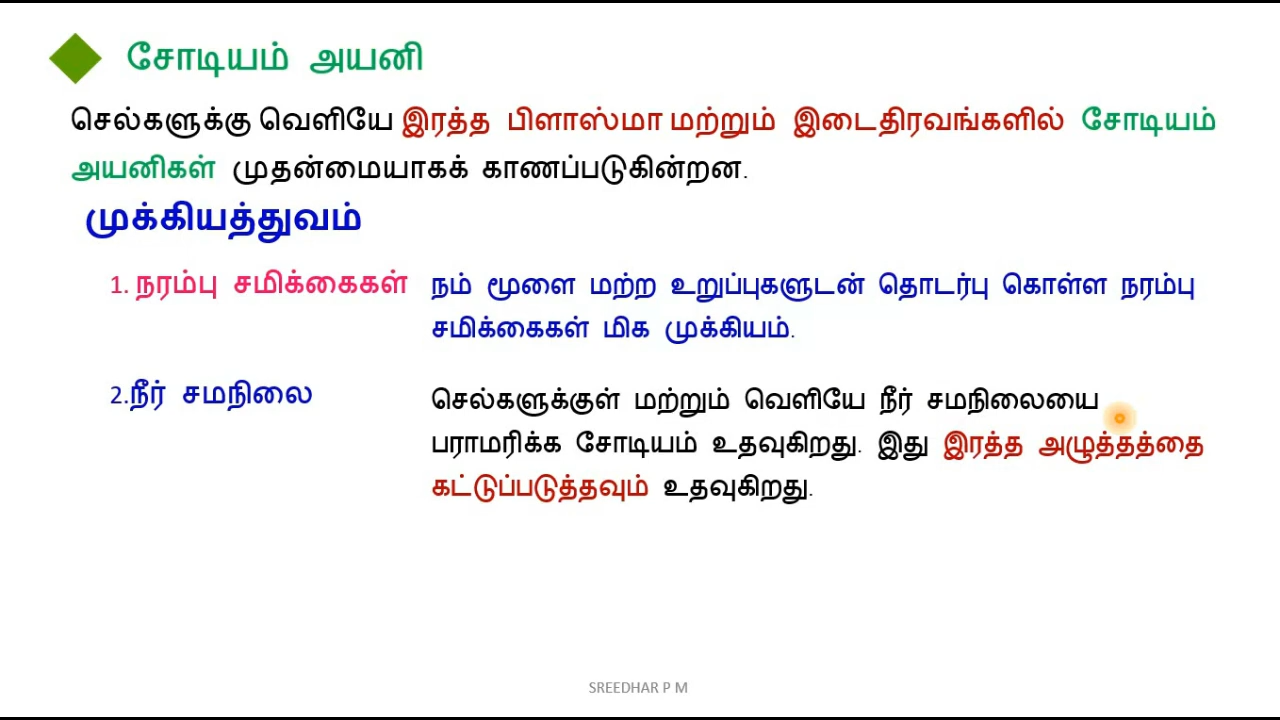 சோடியம் அயனி
செல்களுக்கு வெளியே இரத்த பிளாஸ்மா மற்றும் இடைதிரவங்களில் சோடியம்
அயனிகள் முதன்மையாகக் காணப்படுகின்றன.
முக்கியத்துவம்
1. நரம்பு சமிக்கைகள் நம் மூளை மற்ற உறுப்புகளுடன் தொடர்பு கொள்ள நரம்பு
சமிக்கைகள் மிக முக்கியம்.
2.நீர் சமநிலை செல்களுக்குள் மற்றும் வெளியே நீர் சமநிலையை
பராமரிக்க சோடியம் உதவுகிறது. இது இரத்த அழுத்தத்தை
கட்டுப்படுத்தவும் உதவுகிறது.
SREEDHAR P M